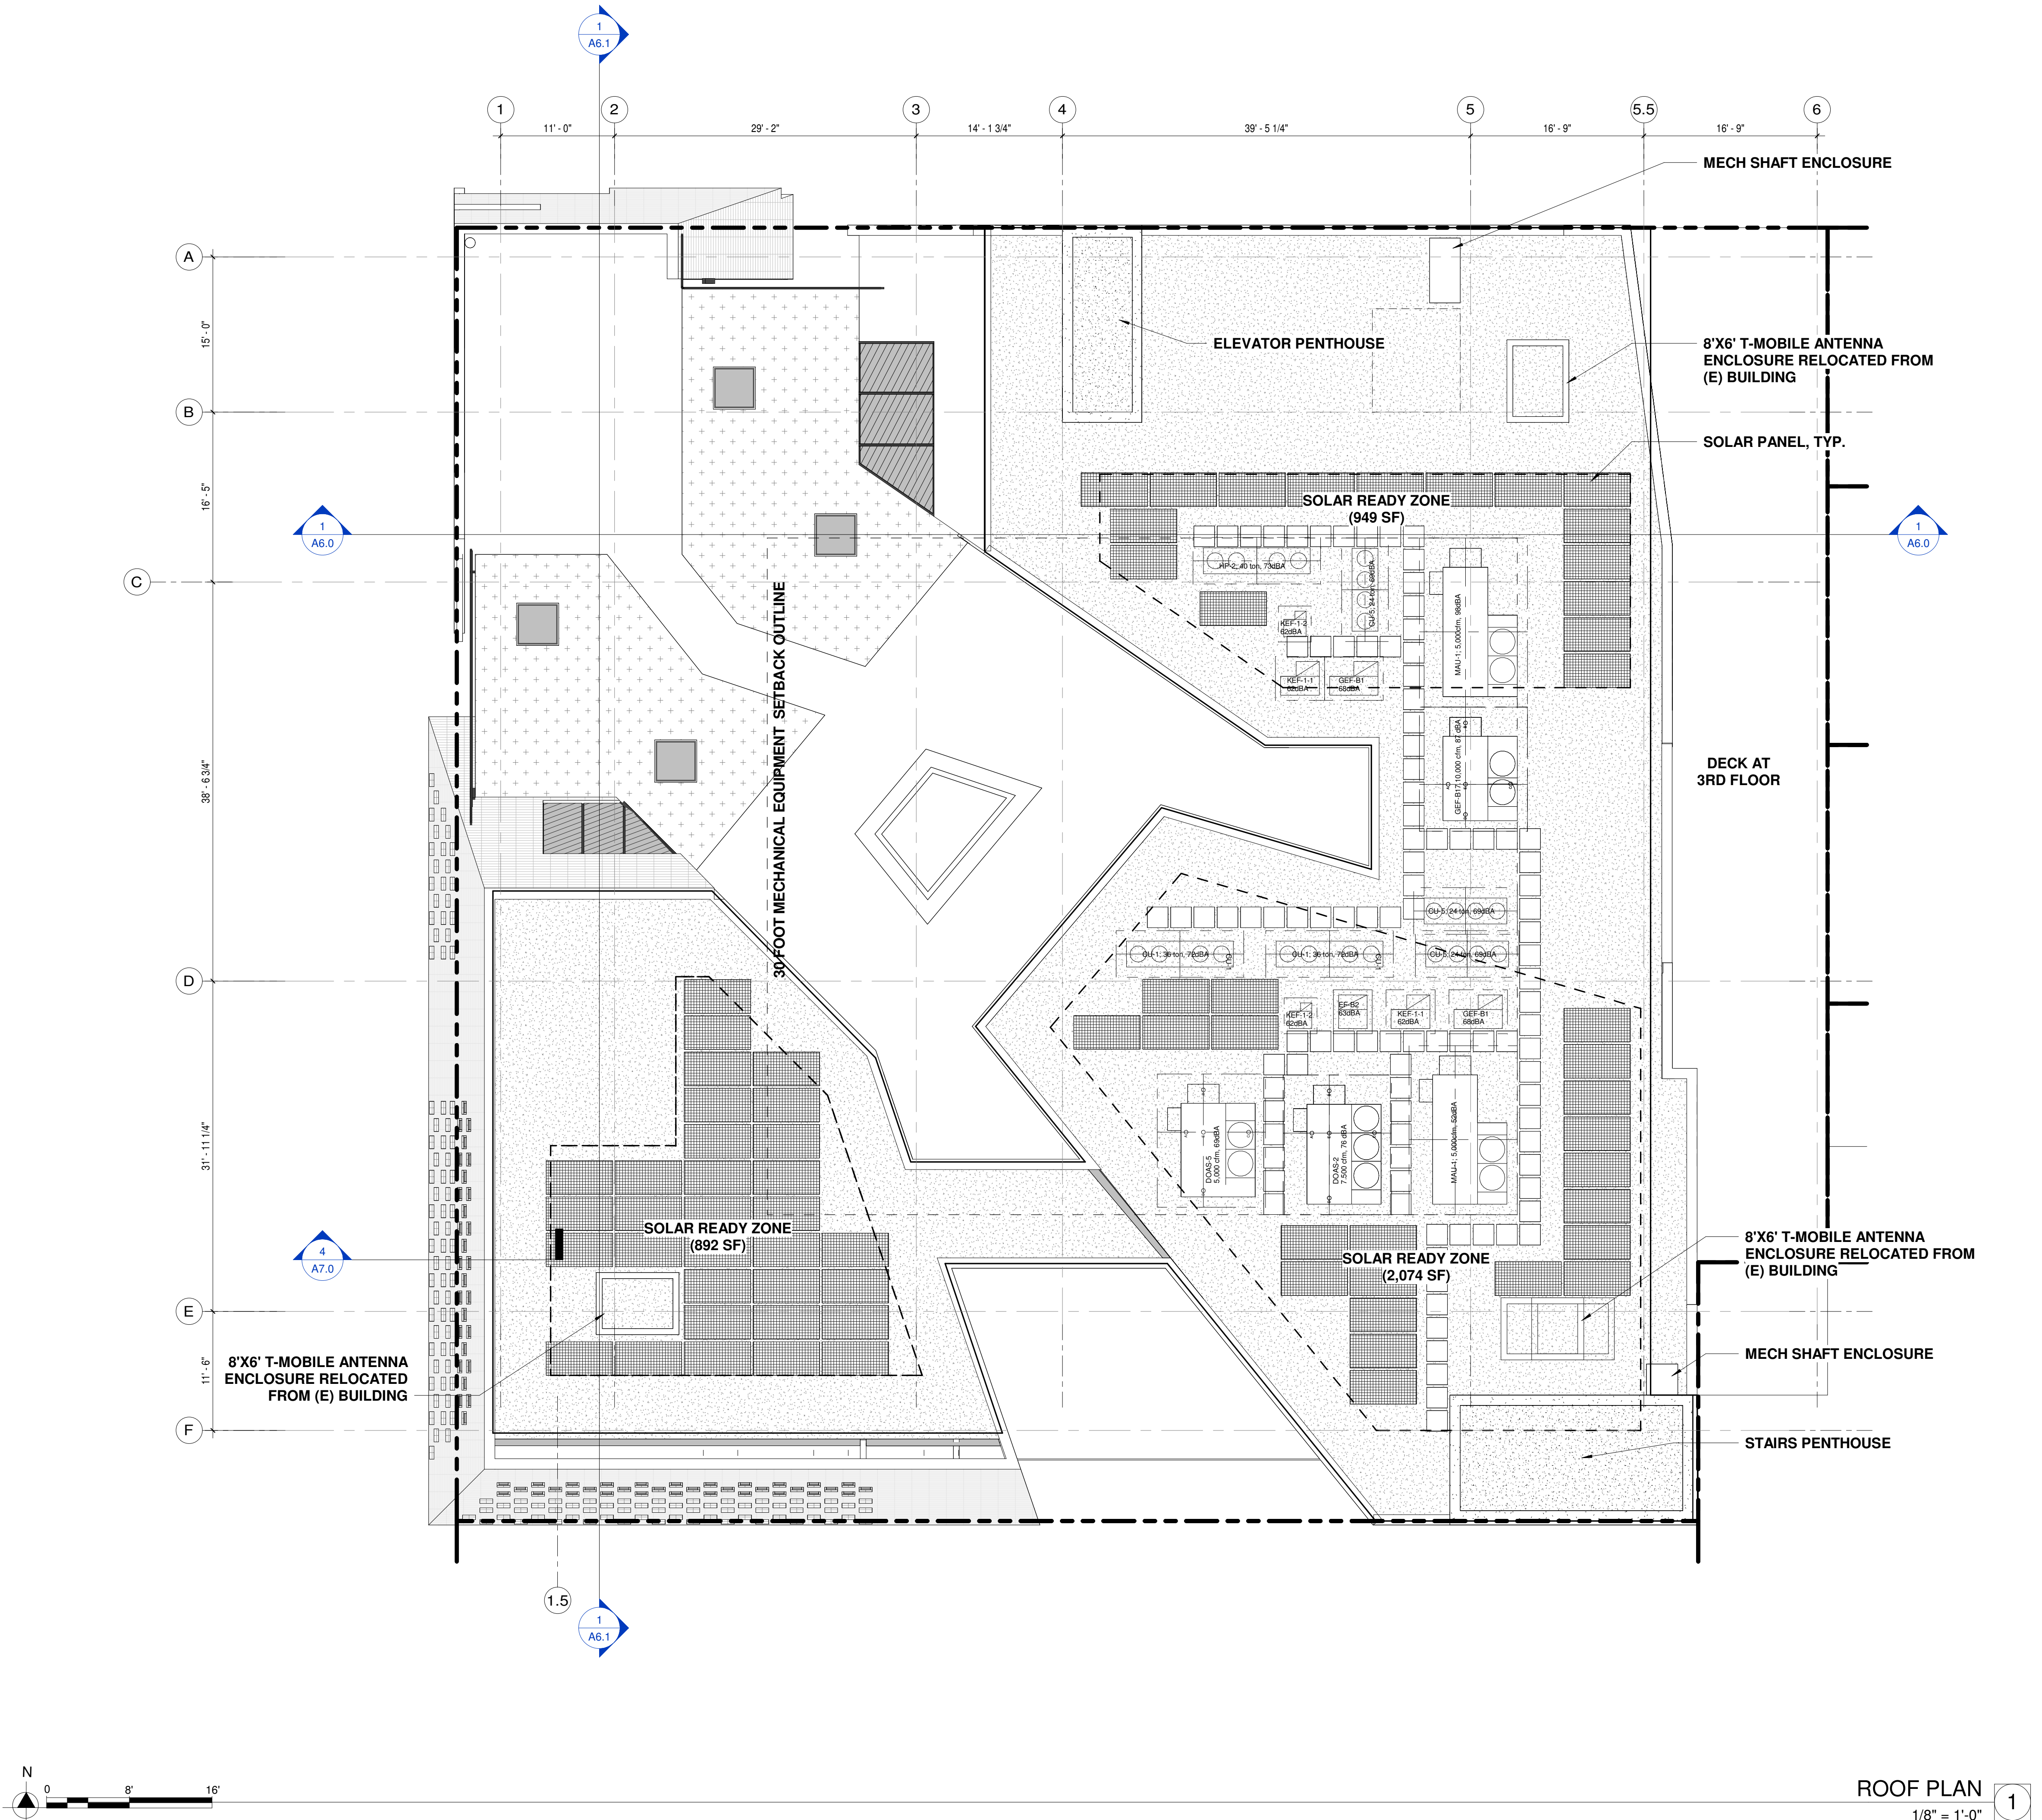 1
A6.1
1
2
3
4
5
5.5
6
11' - 0"
29' - 2"
14' - 1 3/4"
39' - 5 1/4"
16' - 9"
16' - 9"
MECH SHAFT ENCLOSURE
A
15' - 0"
ELEVATOR PENTHOUSE
8'X6' T-MOBILE ANTENNA
ENCLOSURE RELOCATED FROM
(E) BUILDING
B
SOLAR PANEL, TYP.
16' - 5"
SOLAR READY ZONE
(949 SF)
1
A6.0
1
A6.0
C
HP-2; 40 ton, 73dBA
CU-5; 24 ton, 69dBA
KEF-1-2
62dBA
MAU-1; 5,000cfm, 98dBA
KEF-1-1
62dBA
GEF-B1
68dBA
30 FOOT MECHANICAL EQUIPMENT SETBACK OUTLINE
38' - 6 3/4"
DECK AT
3RD FLOOR
CU-5; 24 ton, 69dBA
CU-1; 36 ton, 72dBA
CU-1
CU-1; 36 ton, 72dBA
CU-1
CU-5; 24 ton, 69dBA
D
KEF-1-2
62dBA
EF-B2
63dBA
KEF-1-1
62dBA
GEF-B1
68dBA
31' - 11 1/4"
DOAS-5
5,000 cfm, 69dBA
DOAS-2
7,500 cfm, 76 dBA
MAU-1; 5,000cfm, 52dBA
SOLAR READY ZONE
(892 SF)
4
A7.0
SOLAR READY ZONE
(2,074 SF)
8'X6' T-MOBILE ANTENNA
ENCLOSURE RELOCATED FROM
(E) BUILDING
E
11' - 6"
8'X6' T-MOBILE ANTENNA
ENCLOSURE RELOCATED
FROM (E) BUILDING
MECH SHAFT ENCLOSURE
F
STAIRS PENTHOUSE
1.5
1
A6.1
N
0
8'
16'
ROOF PLAN
1
1/8" = 1'-0"